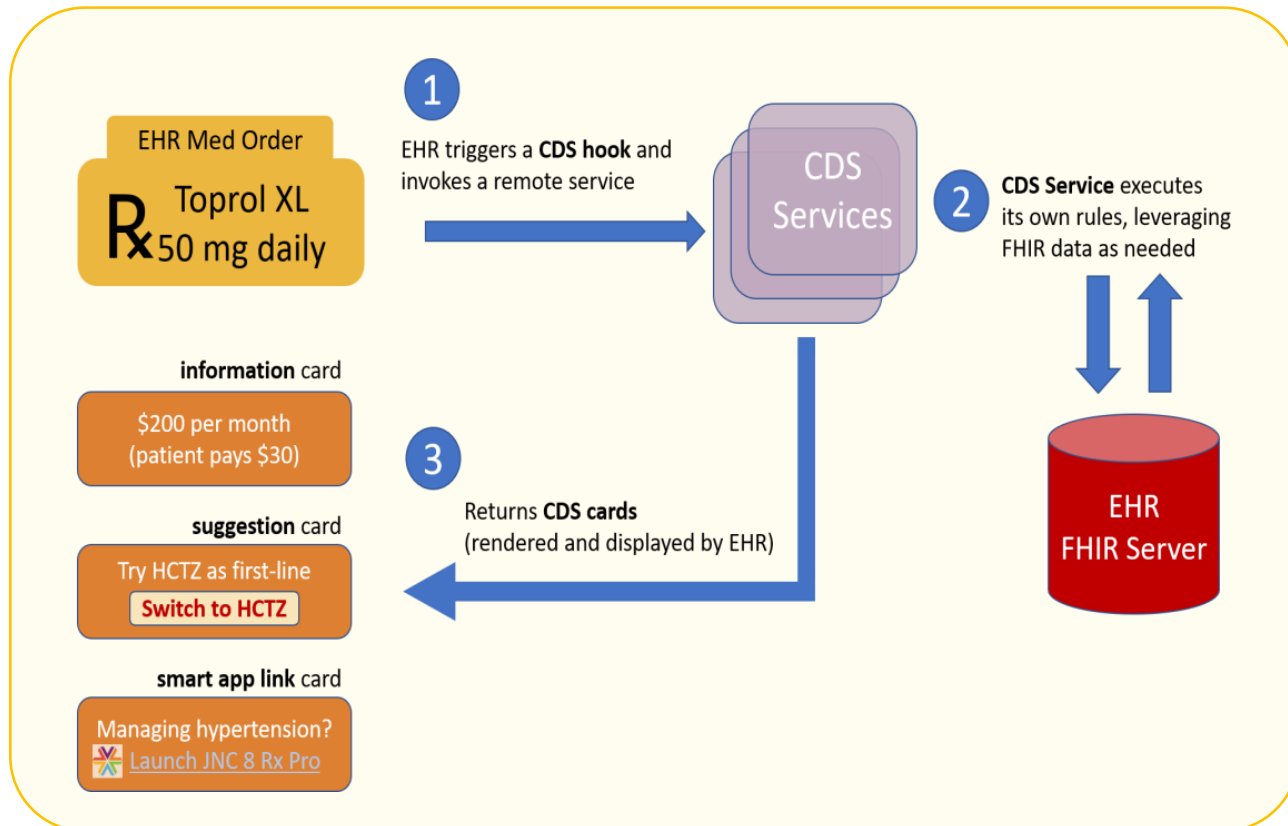 EHR Med Order
Rx Toprol XL
50 mg daily
1
EHR triggers a CDS hook and
invokes a remote service
CDS
Services
2
CDS Service executes
its own rules, leveraging
FHIR data as needed
EHR
FHIR Server
3
Returns CDS cards
(rendered and displayed by EHR)
information card
$200 per month
(patient pays $30)
suggestion card
Try HCTZ as first-line
Switch to HCTZ
smart app link card
Managing hypertension?
Launch JNC 8 Rx Pro